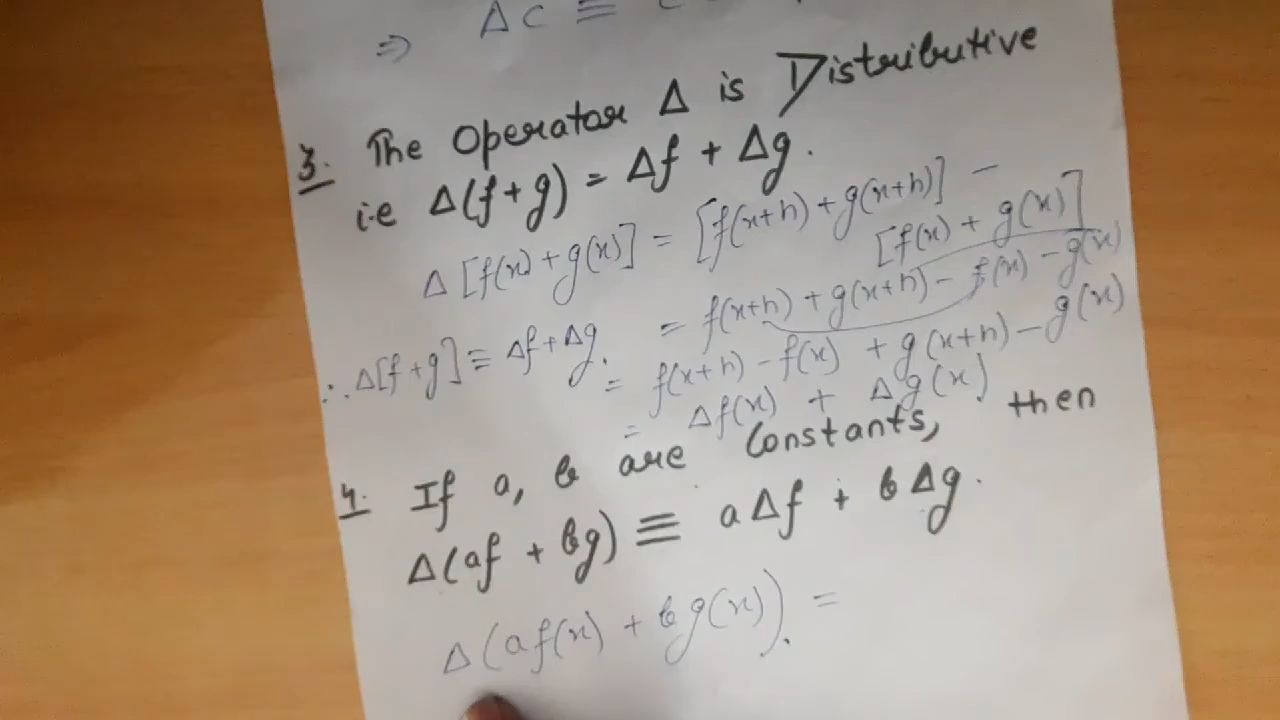 ⇒ Δc ≡
3. The Operator Δ is Distributive
i.e Δ(f+g) = Δf + Δg.
Δ[f(x)+g(x)] = [f(x+h)+g(x+h)] −
[f(x) + g(x)]
= f(x+h)+g(x+h)− f(x) −g(x)
= f(x+h) −f(x) + g(x+h)−g(x)
= Δf(x) + Δg(x)
∴ Δ[f+g] ≡ Δf+Δg.
4. If a, b are Constants, then
Δ(af + bg) ≡ aΔf + bΔg.
Δ(af(x) + bg(x)). =